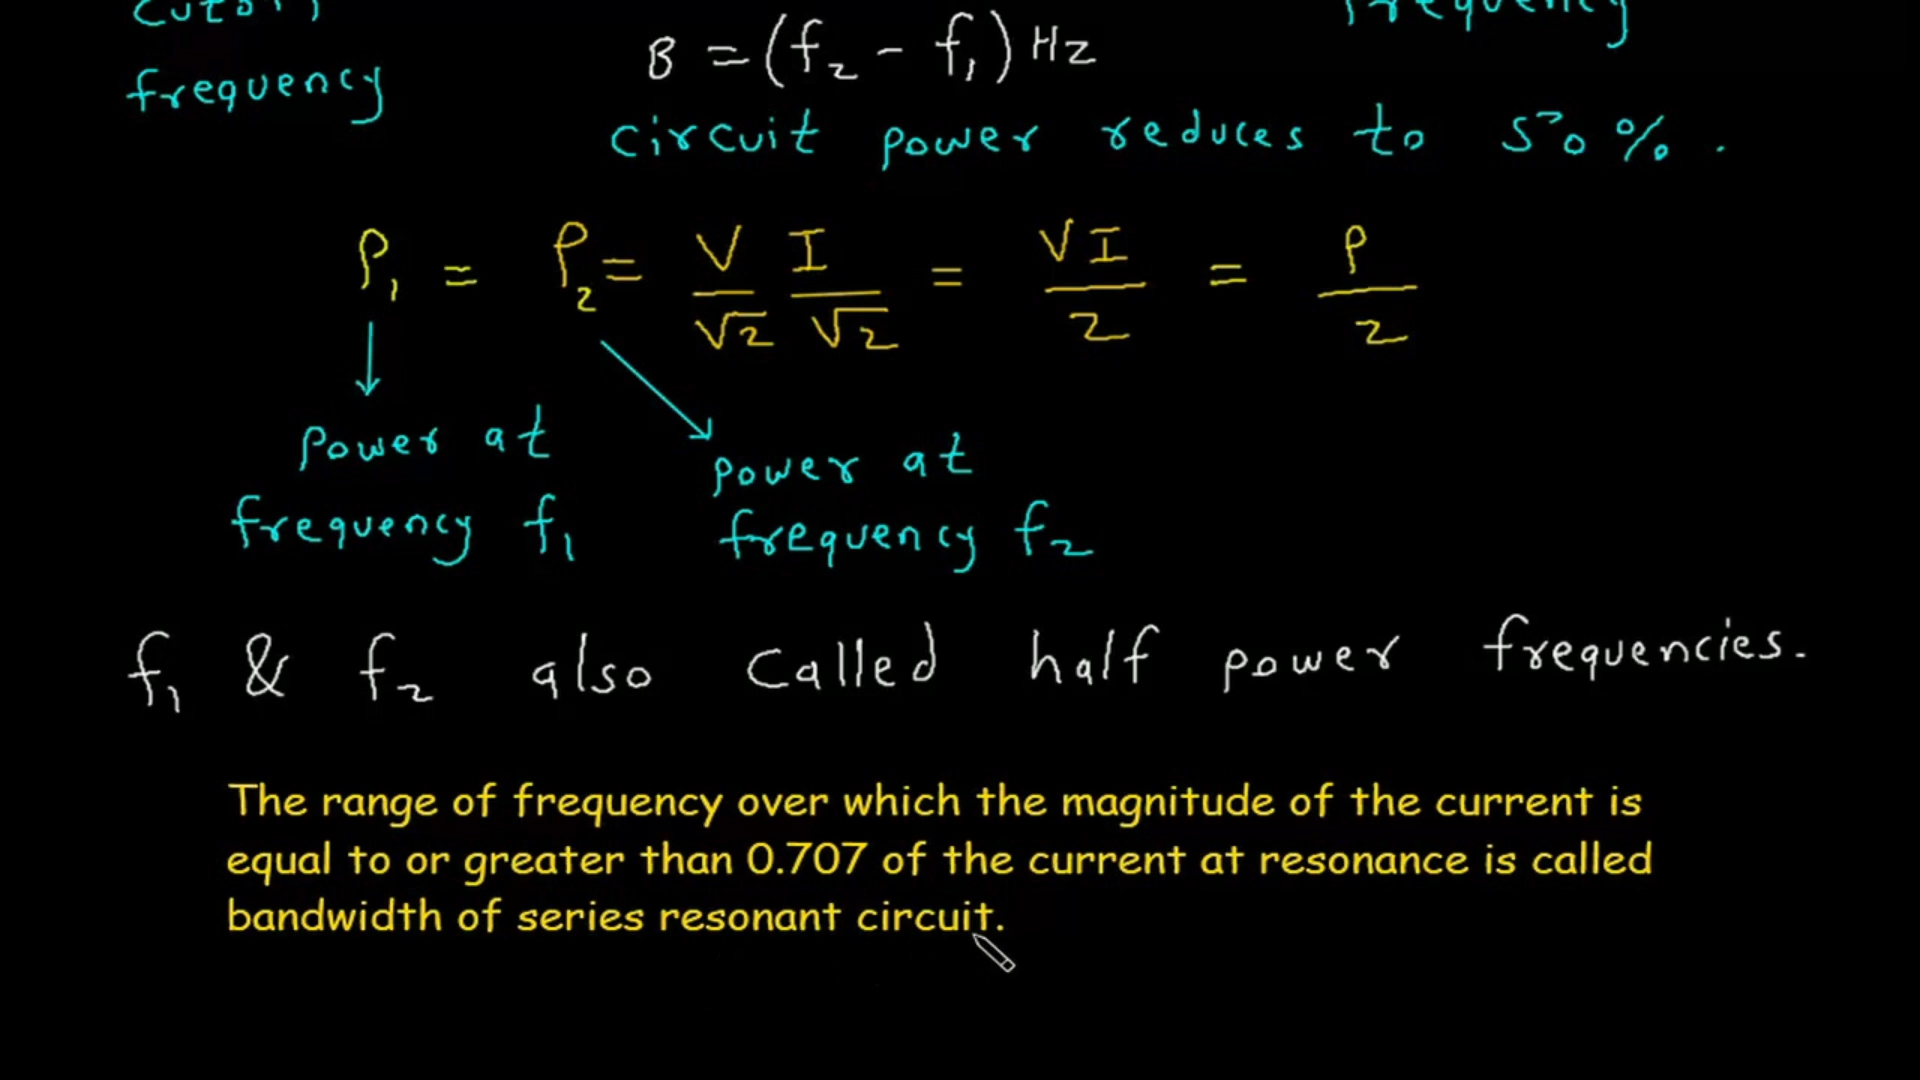 cutoff
frequency
frequency
B = (f₂ - f₁) Hz
circuit power reduces to 50% .
P₁ = P₂ = V/√2 I/√2 = VI/2 = P/2
power at frequency f₁
power at frequency f₂
f₁ & f₂ also called half power frequencies.
The range of frequency over which the magnitude of the current is
equal to or greater than 0.707 of the current at resonance is called
bandwidth of series resonant circuit.